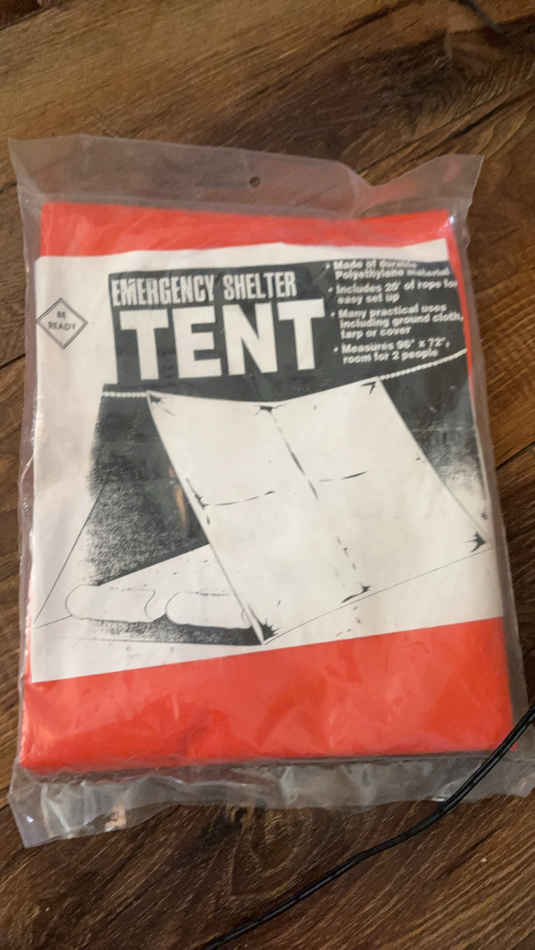 EMERGENCY SHELTER
TENT
BE
READY
• Made of durable
Polyethylene material
• Includes 25' of rope for
easy set up
• Many practical uses
including ground cloth,
tarp or cover
• Measures 96" x 72",
room for 2 people